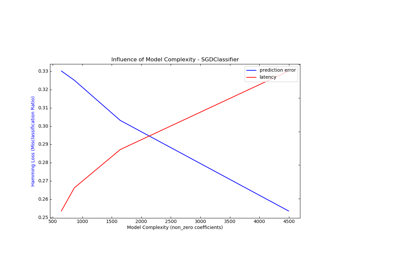 Influence of Model Complexity - SGDClassifier
prediction error
latency
0.33
0.32
0.31
0.30
0.29
0.28
0.27
0.26
0.25
Hamming Loss (Misclassification Ratio)
500 1000 1500 2000 2500 3000 3500 4000 4500
Model Complexity (non_zero coefficients)